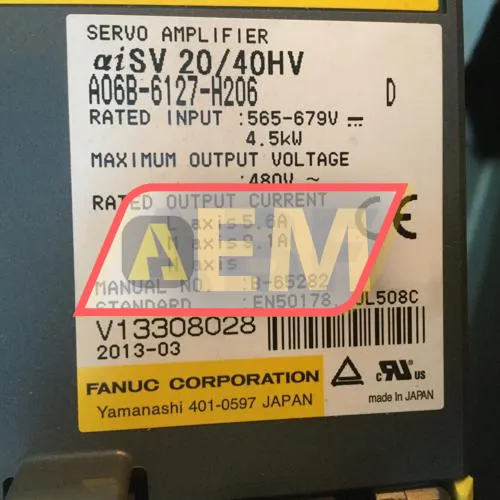 SERVO AMPLIFIER
αiSV 20/40HV
A06B-6127-H206 D
RATED INPUT :565-679V ⎓
4.5kW
MAXIMUM OUTPUT VOLTAGE
:480V ~
RATED OUTPUT CURRENT
L axis 5.6A
M axis 9.1A
N axis
AEM
CE
MANUAL NO. :B-65282
STANDARD :EN50178, UL508C
V13308028
2013-03
FANUC CORPORATION
Yamanashi 401-0597 JAPAN
c RU us
made in JAPAN